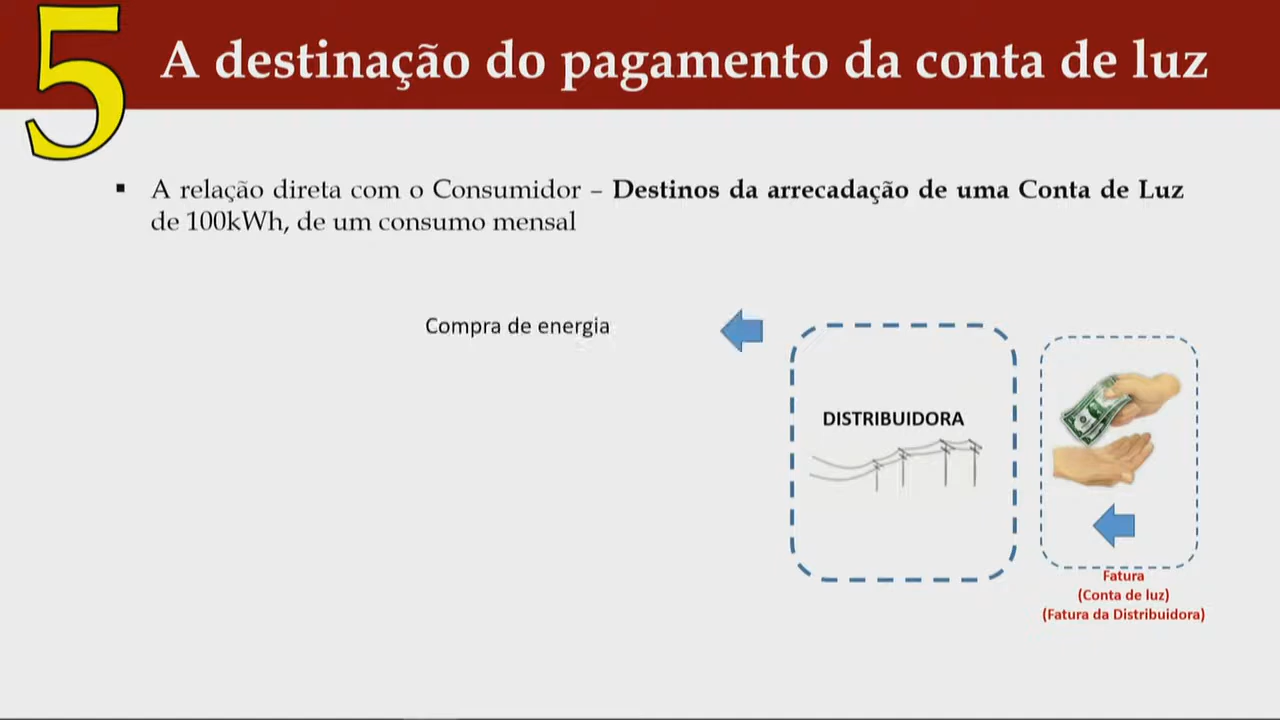 5
A destinação do pagamento da conta de luz
▪ A relação direta com o Consumidor – Destinos da arrecadação de uma Conta de Luz
de 100kWh, de um consumo mensal
Compra de energia
DISTRIBUIDORA
Fatura
(Conta de luz)
(Fatura da Distribuidora)